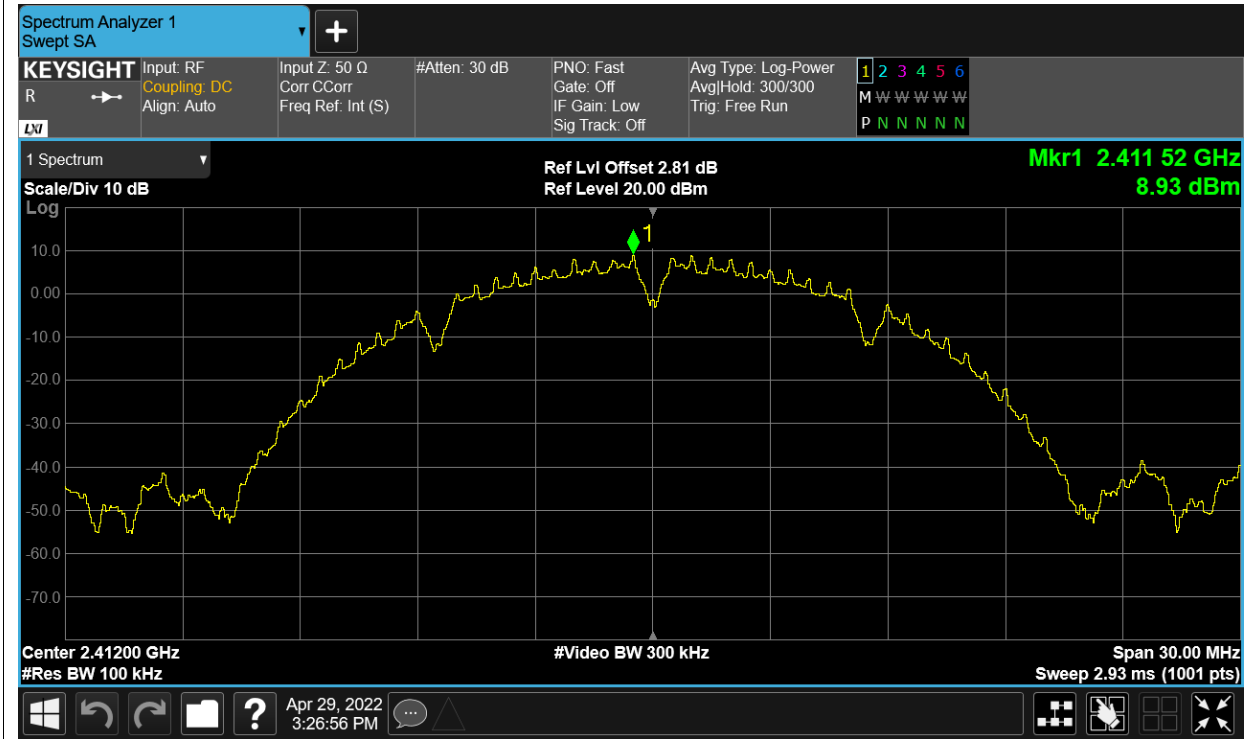 Spectrum Analyzer 1
Swept SA
KEYSIGHT
R
LXI
Input: RF
Coupling: DC
Align: Auto
Input Z: 50 Ω
Corr CCorr
Freq Ref: Int (S)
#Atten: 30 dB
PNO: Fast
Gate: Off
IF Gain: Low
Sig Track: Off
Avg Type: Log-Power
Avg|Hold: 300/300
Trig: Free Run
1 2 3 4 5 6
M W W W W W W
P N N N N N N
1 Spectrum
Scale/Div 10 dB
Log
Ref Lvl Offset 2.81 dB
Ref Level 20.00 dBm
Mkr1 2.411 52 GHz
8.93 dBm
1
10.0
0.00
-10.0
-20.0
-30.0
-40.0
-50.0
-60.0
-70.0
Center 2.41200 GHz
#Video BW 300 kHz
Span 30.00 MHz
#Res BW 100 kHz
Sweep 2.93 ms (1001 pts)
?
Apr 29, 2022
3:26:56 PM